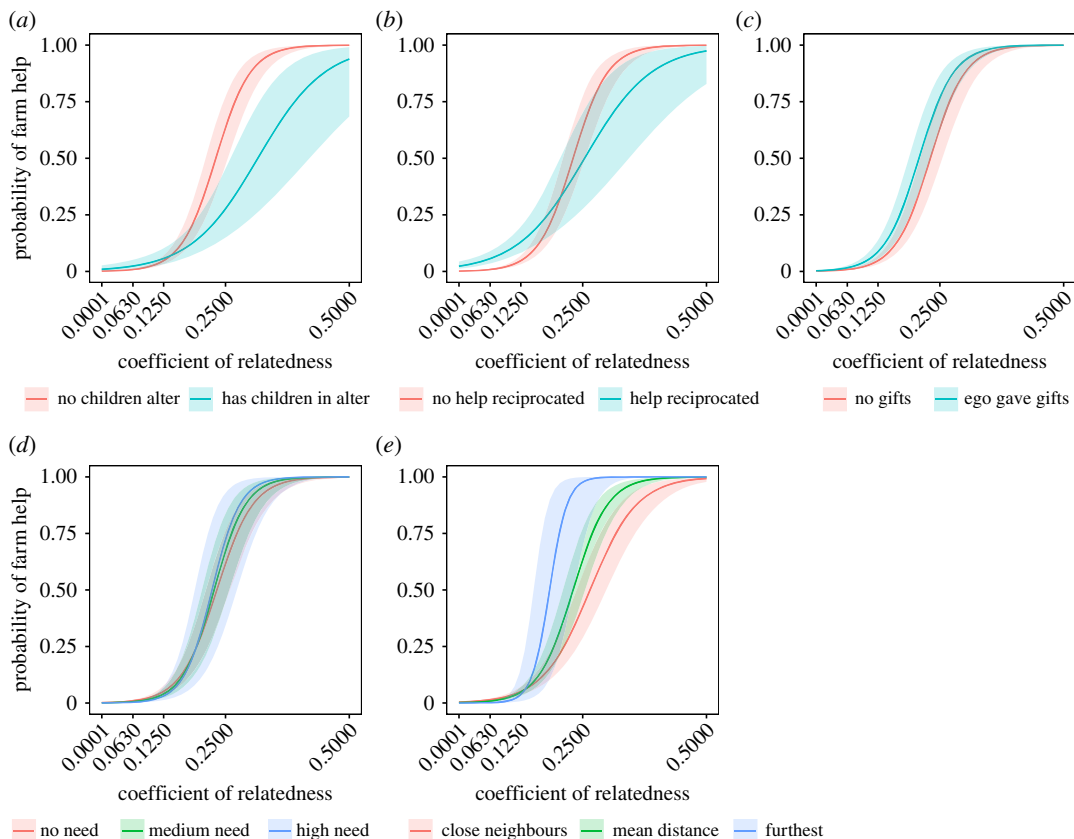 (a)
(b)
(c)
probability of farm help
1.00
0.75
0.50
0.25
0
0.0001
0.0630
0.1250
0.2500
0.5000
coefficient of relatedness
1.00
0.75
0.50
0.25
0
0.0001
0.0630
0.1250
0.2500
0.5000
coefficient of relatedness
1.00
0.75
0.50
0.25
0
0.0001
0.0630
0.1250
0.2500
0.5000
coefficient of relatedness
no children alter has children in alter
no help reciprocated help reciprocated
no gifts ego gave gifts
(d)
(e)
probability of farm help
1.00
0.75
0.50
0.25
0
0.0001
0.0630
0.1250
0.2500
0.5000
coefficient of relatedness
1.00
0.75
0.50
0.25
0
0.0001
0.0630
0.1250
0.2500
0.5000
coefficient of relatedness
no need medium need high need
close neighbours mean distance furthest